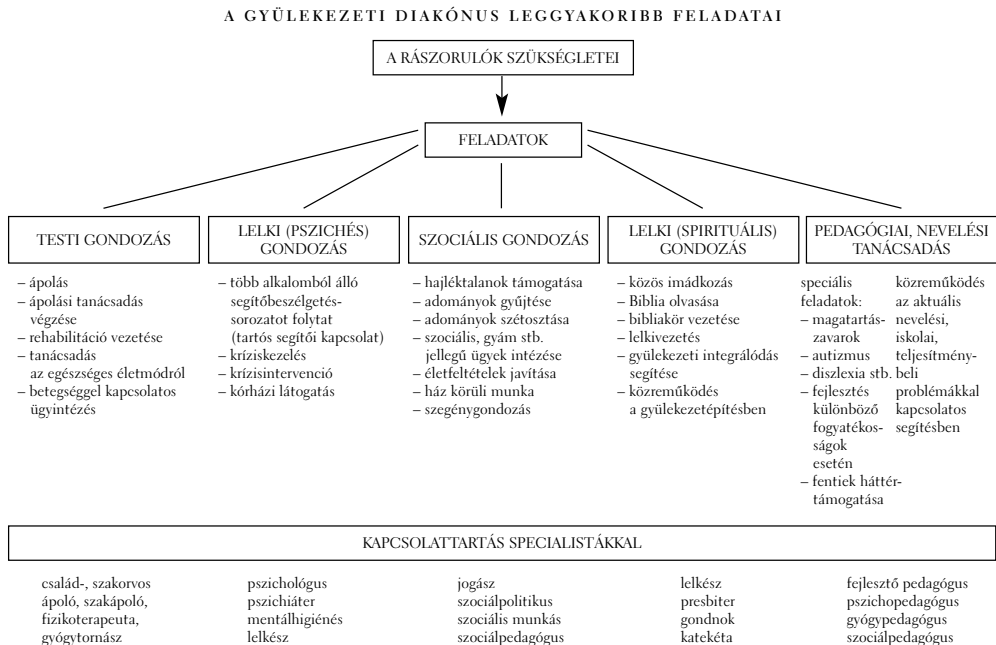 A GYÜLEKEZETI DIAKÓNUS LEGGYAKORIBB FELADATAI
A RÁSZORULÓK SZÜKSÉGLETEI
FELADATOK
TESTI GONDOZÁS
– ápolás
– ápolási tanácsadás
végzése
– rehabilitáció vezetése
– tanácsadás
az egészséges életmódról
– betegséggel kapcsolatos
ügyintézés
LELKI (PSZICHÉS)
GONDOZÁS
– több alkalomból álló
segítőbeszélgetés-
sorozatot folytat
(tartós segítői kapcsolat)
– kríziskezelés
– krízisintervenció
– kórházi látogatás
SZOCIÁLIS GONDOZÁS
– hajléktalanok támogatása
– adományok gyűjtése
– adományok szétosztása
– szociális, gyám stb.
jellegű ügyek intézése
– életfeltételek javítása
– ház körüli munka
– szegénygondozás
LELKI (SPIRITUÁLIS)
GONDOZÁS
– közös imádkozás
– Biblia olvasása
– bibliakör vezetése
– lelkivezetés
– gyülekezeti integrálódás
segítése
– közreműködés
a gyülekezetépítésben
PEDAGÓGIAI, NEVELÉSI
TANÁCSADÁS
speciális
feladatok:
– magatartás-
zavarok
– autizmus
– diszlexia stb.
– fejlesztés
különböző
fogyatékos-
ságok
esetén
– fentiek háttér-
támogatása
közreműködés
az aktuális
nevelési,
iskolai,
teljesítmény-
beli
problémákkal
kapcsolatos
segítésben
KAPCSOLATTARTÁS SPECIALISTÁKKAL
család-, szakorvos
ápoló, szakápoló,
fizikoterapeuta,
gyógytornász
pszichológus
pszichiáter
mentálhigiénés
lelkész
jogász
szociálpolitikus
szociális munkás
szociálpedagógus
lelkész
presbiter
gondnok
katekéta
fejlesztő pedagógus
pszichopedagógus
gyógypedagógus
szociálpedagógus